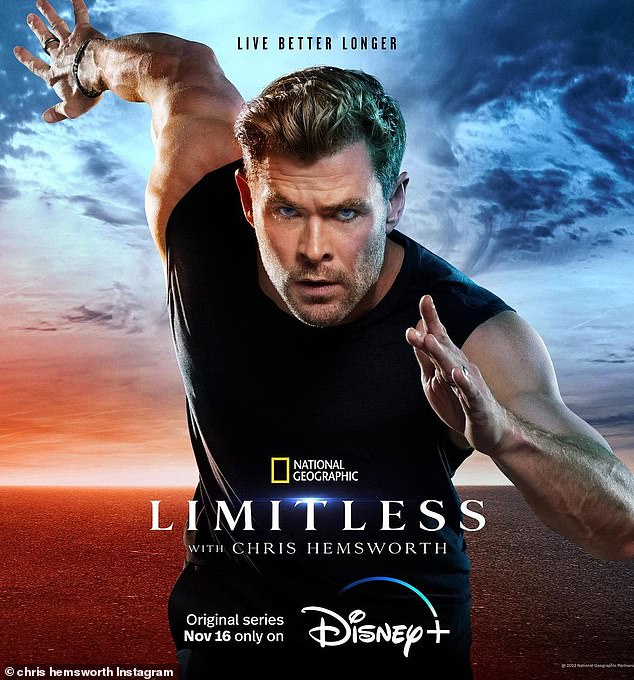 LIVE BETTER LONGER
NATIONAL
GEOGRAPHIC
LIMITLESS
WITH CHRIS HEMSWORTH
Original series
Nov 16 only on
Disney+
© chris hemsworth Instagram